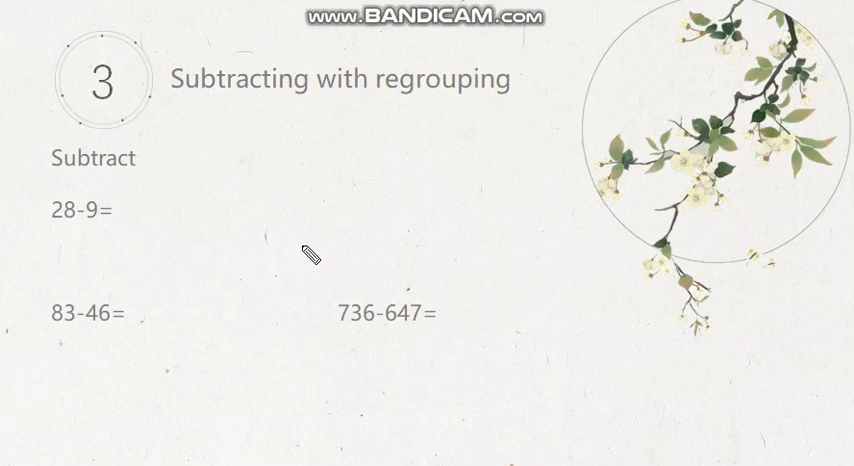 www.BANDICAM.com
3
Subtracting with regrouping
Subtract
28-9=
83-46=
736-647=